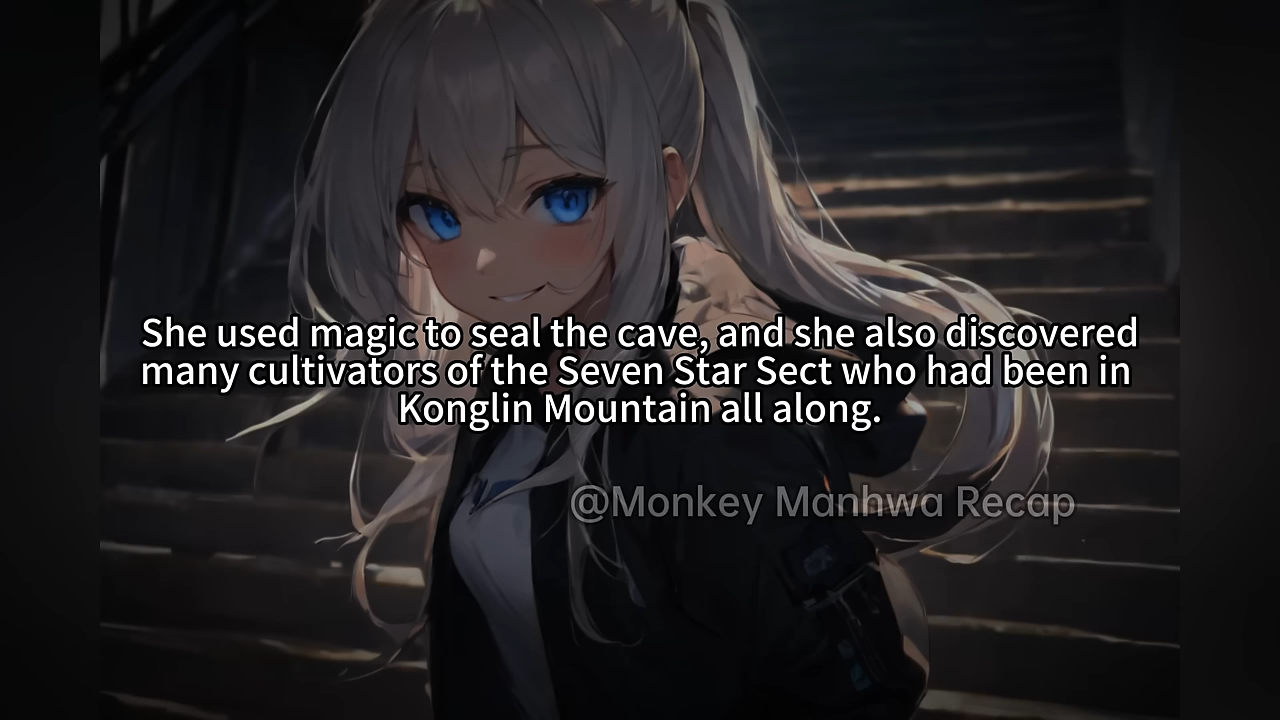 She used magic to seal the cave, and she also discovered
many cultivators of the Seven Star Sect who had been in
Konglin Mountain all along.
@Monkey Manhwa Recap